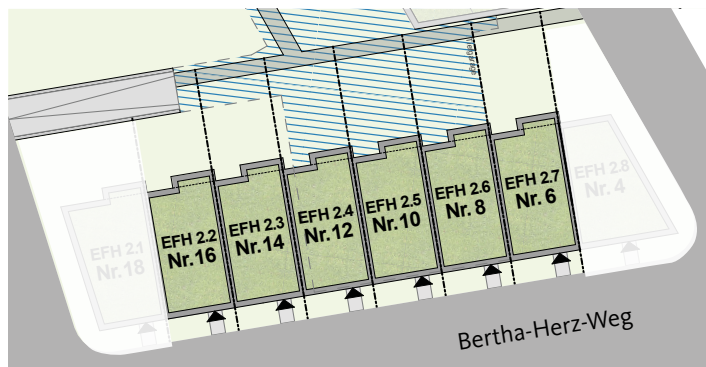 EFH 2.1
Nr.18
EFH 2.2
Nr.16
EFH 2.3
Nr.14
EFH 2.4
Nr.12
EFH 2.5
Nr.10
EFH 2.6
Nr. 8
EFH 2.7
Nr. 6
EFH 2.8
Nr. 4
Bertha-Herz-Weg